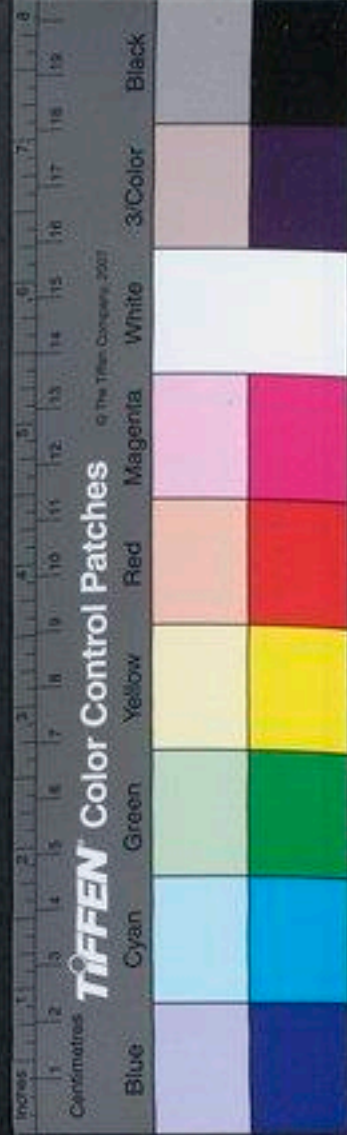 Inches 1 2 3 4 5 6 7 8
Centimetres 1 2 3 4 5 6 7 8 9 10 11 12 13 14 15 16 17 18 19
TIFFEN Color Control Patches © The Tiffen Company, 2007
Blue Cyan Green Yellow Red Magenta White 3/Color Black